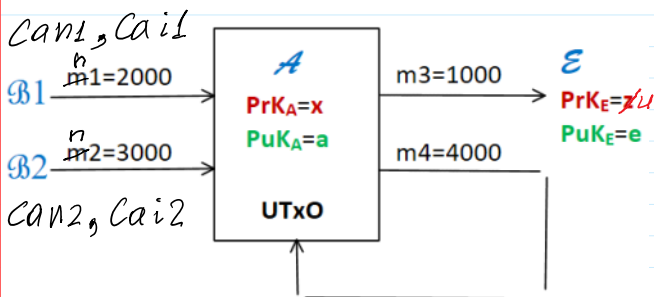 Can1, Cai1
n
B1 m1=2000
A
PrKA=x
PuKA=a
m3=1000
E
PrKE=z u
PuKE=e
n
B2 m2=3000
m4=4000
Can2, Cai2
UTxO